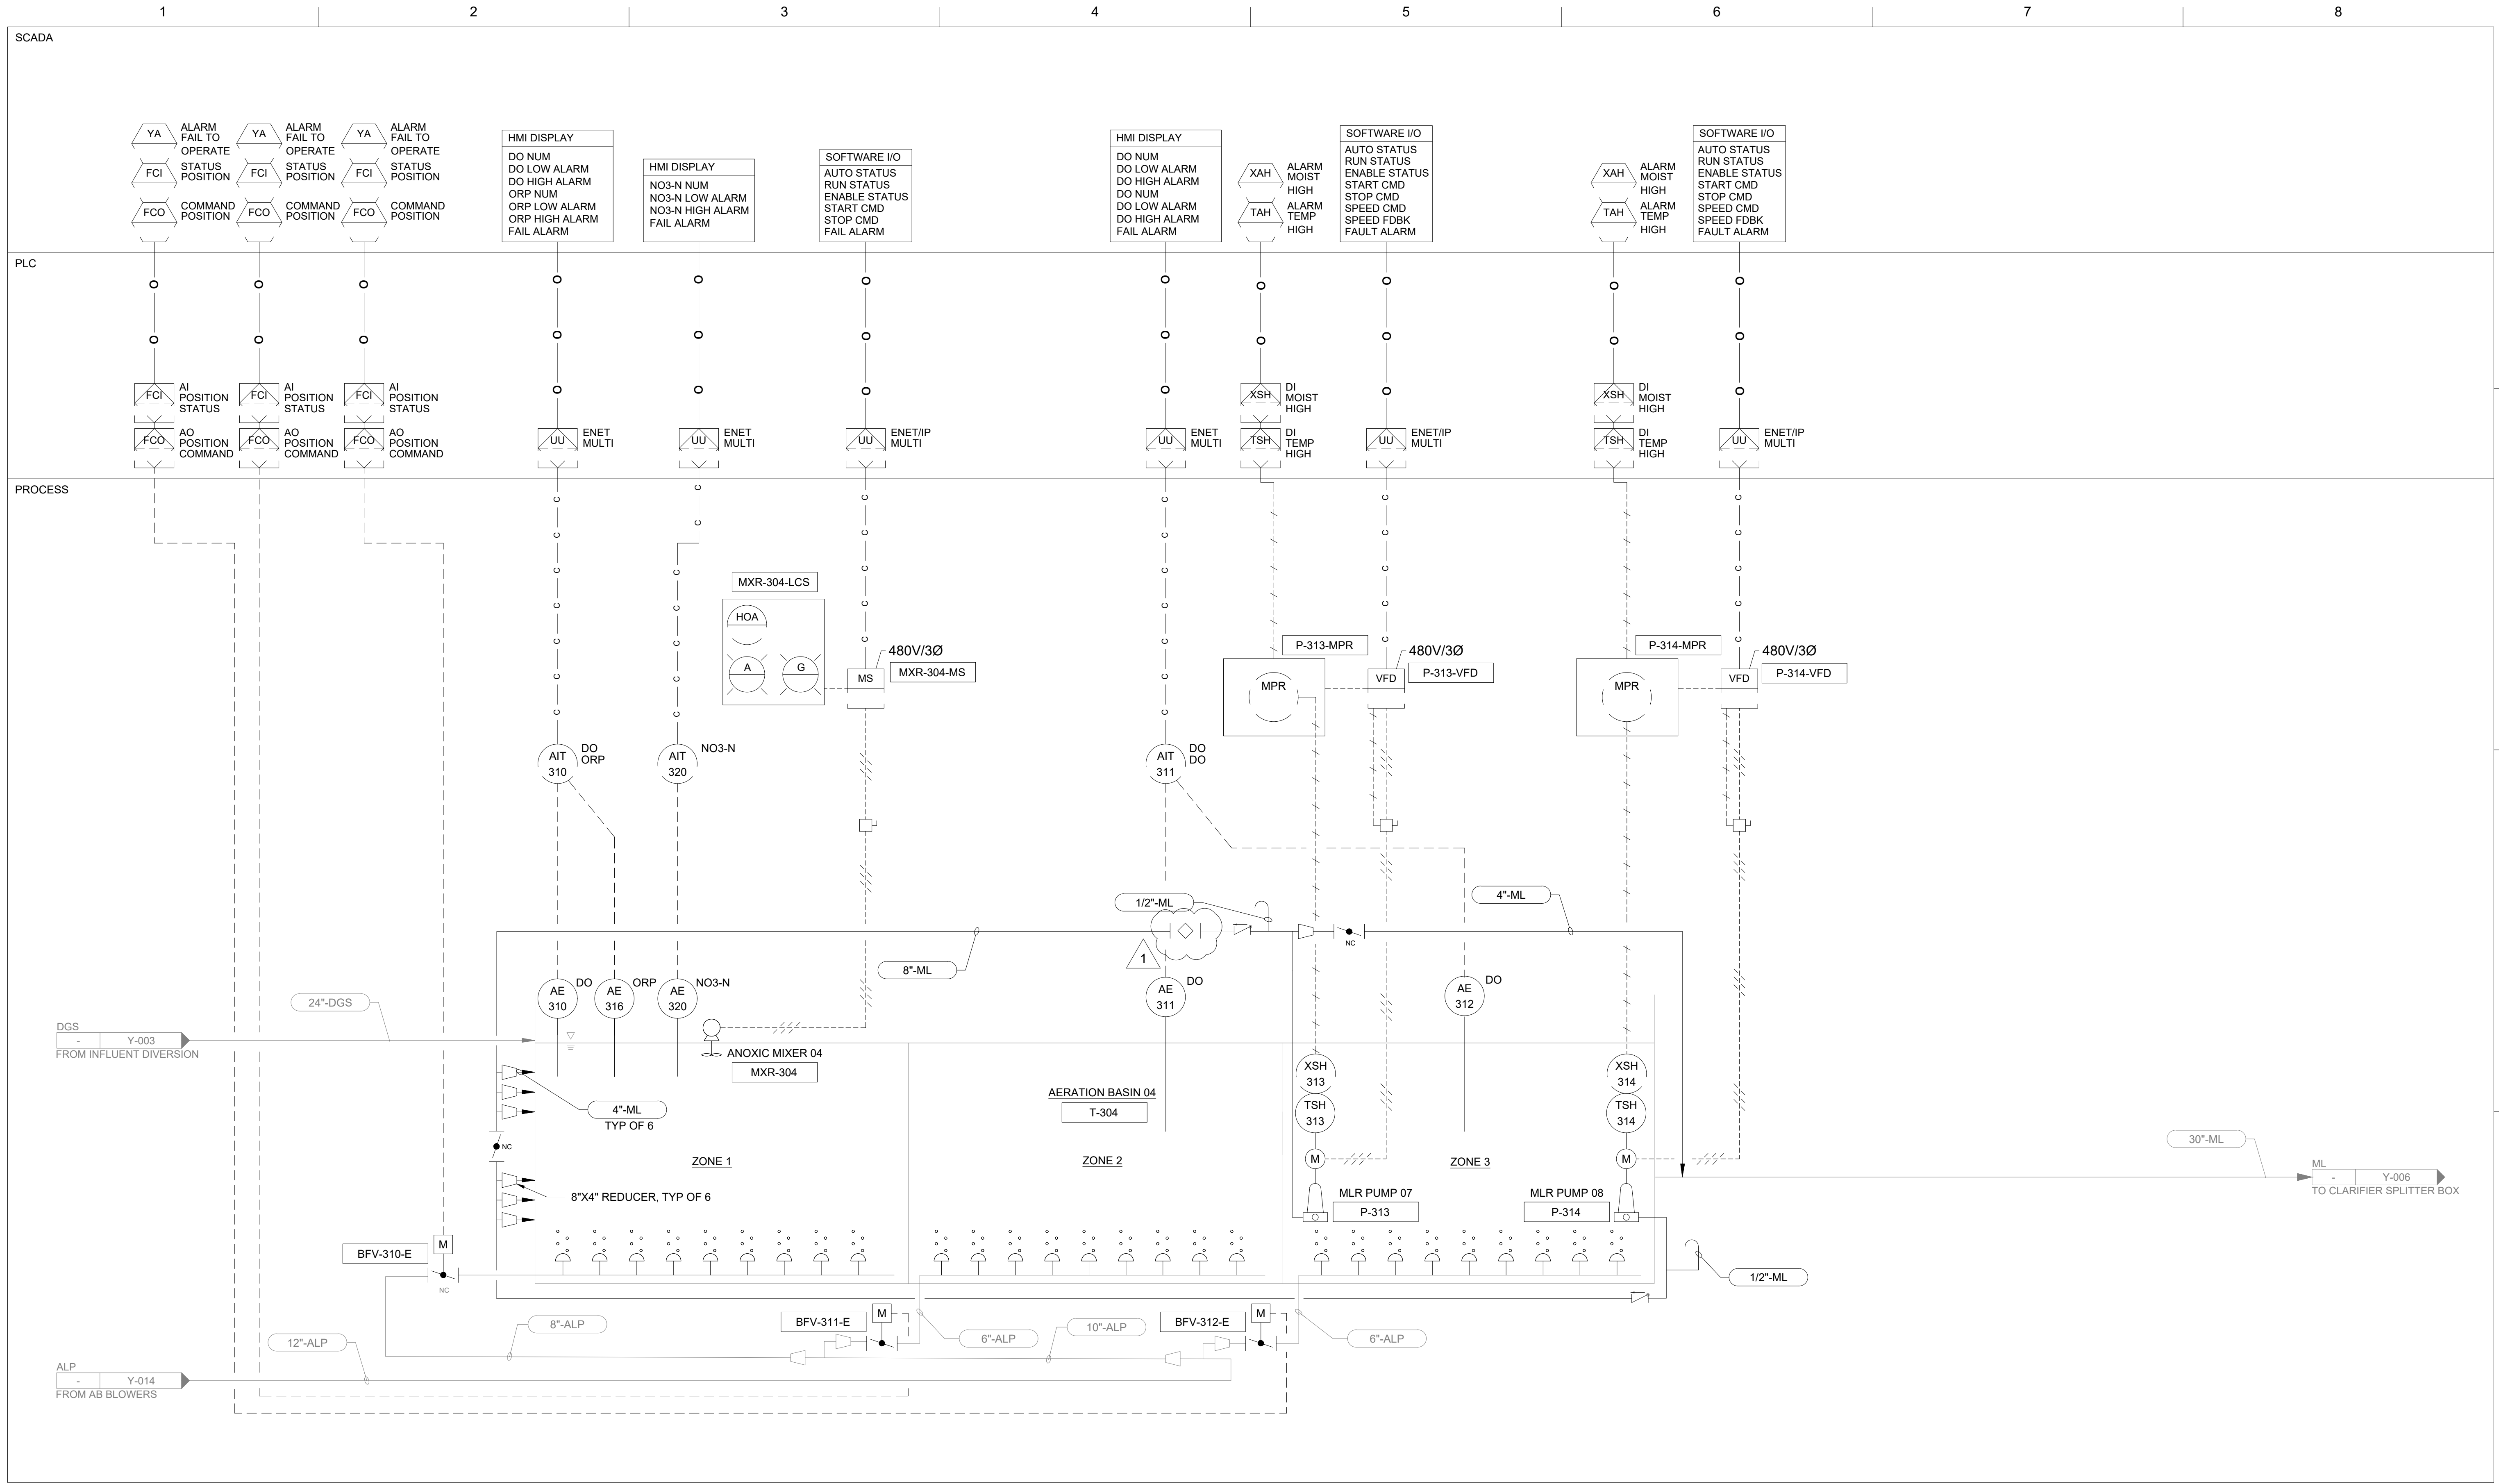 1 2 3 4 5 6 7 8
SCADA
YA
ALARM
FAIL TO
OPERATE
FCI
STATUS
POSITION
FCO
COMMAND
POSITION
YA
ALARM
FAIL TO
OPERATE
FCI
STATUS
POSITION
FCO
COMMAND
POSITION
YA
ALARM
FAIL TO
OPERATE
FCI
STATUS
POSITION
FCO
COMMAND
POSITION
HMI DISPLAY
DO NUM
DO LOW ALARM
DO HIGH ALARM
ORP NUM
ORP LOW ALARM
ORP HIGH ALARM
FAIL ALARM
HMI DISPLAY
NO3-N NUM
NO3-N LOW ALARM
NO3-N HIGH ALARM
FAIL ALARM
SOFTWARE I/O
AUTO STATUS
RUN STATUS
ENABLE STATUS
START CMD
STOP CMD
FAIL ALARM
HMI DISPLAY
DO NUM
DO LOW ALARM
DO HIGH ALARM
DO NUM
DO LOW ALARM
DO HIGH ALARM
FAIL ALARM
XAH
ALARM
MOIST
HIGH
TAH
ALARM
TEMP
HIGH
SOFTWARE I/O
AUTO STATUS
RUN STATUS
ENABLE STATUS
START CMD
STOP CMD
SPEED CMD
SPEED FDBK
FAULT ALARM
XAH
ALARM
MOIST
HIGH
TAH
ALARM
TEMP
HIGH
SOFTWARE I/O
AUTO STATUS
RUN STATUS
ENABLE STATUS
START CMD
STOP CMD
SPEED CMD
SPEED FDBK
FAULT ALARM
PLC
FCI
AI
POSITION
STATUS
FCO
AO
POSITION
COMMAND
FCI
AI
POSITION
STATUS
FCO
AO
POSITION
COMMAND
FCI
AI
POSITION
STATUS
FCO
AO
POSITION
COMMAND
UU
ENET
MULTI
UU
ENET
MULTI
UU
ENET/IP
MULTI
UU
ENET
MULTI
XSH
DI
MOIST
HIGH
TSH
DI
TEMP
HIGH
UU
ENET/IP
MULTI
XSH
DI
MOIST
HIGH
TSH
DI
TEMP
HIGH
UU
ENET/IP
MULTI
PROCESS
MXR-304-LCS
HOA
A
G
480V/3Ø
MS
MXR-304-MS
P-313-MPR
MPR
480V/3Ø
VFD
P-313-VFD
P-314-MPR
MPR
480V/3Ø
VFD
P-314-VFD
AIT
310
DO
ORP
AIT
320
NO3-N
AIT
311
DO
DO
1/2"-ML
4"-ML
NC
1
8"-ML
AE
310
DO
AE
316
ORP
AE
320
NO3-N
AE
311
DO
AE
312
DO
24"-DGS
DGS
- Y-003
FROM INFLUENT DIVERSION
ANOXIC MIXER 04
MXR-304
4"-ML
TYP OF 6
AERATION BASIN 04
T-304
XSH
313
TSH
313
XSH
314
TSH
314
NC
M
M
ZONE 1
ZONE 2
ZONE 3
30"-ML
ML
- Y-006
TO CLARIFIER SPLITTER BOX
8"X4" REDUCER, TYP OF 6
MLR PUMP 07
P-313
MLR PUMP 08
P-314
BFV-310-E
M
NC
1/2"-ML
BFV-311-E
M
BFV-312-E
M
12"-ALP
8"-ALP
6"-ALP
10"-ALP
6"-ALP
ALP
- Y-014
FROM AB BLOWERS